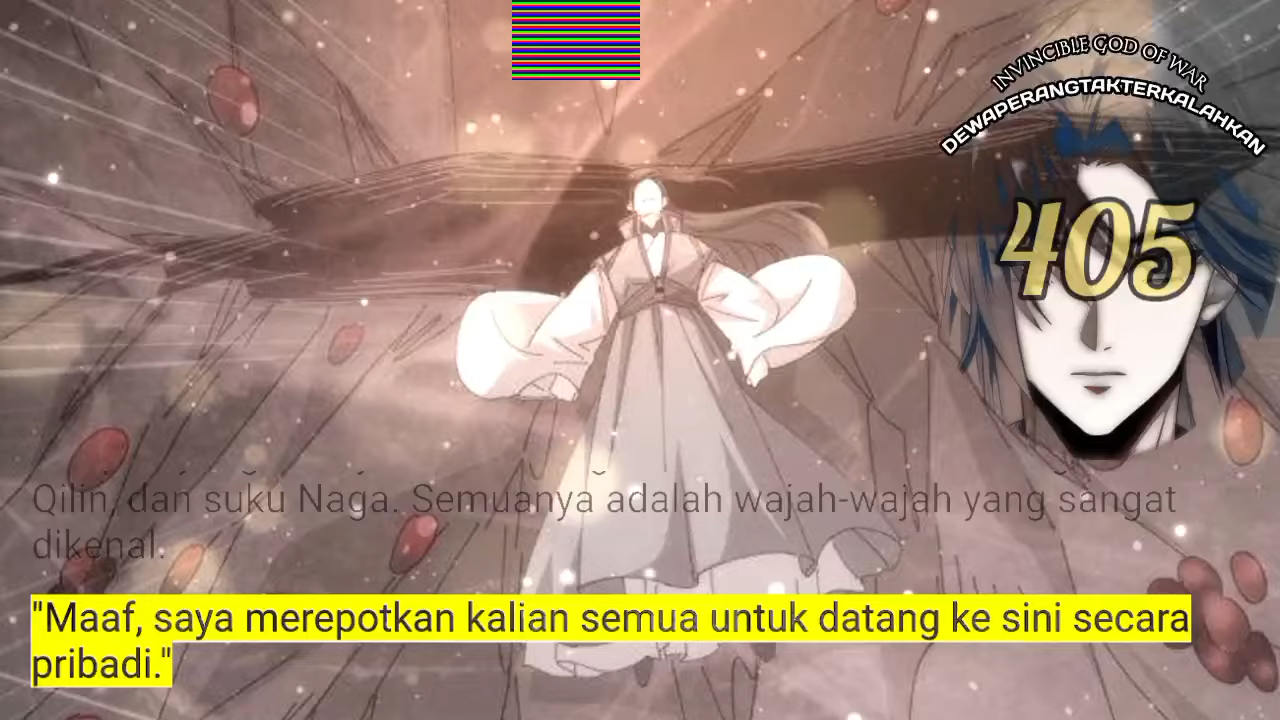 INVINCIBLE GOD OF WAR
DEWAPERANGTAKTERKALAHKAN
405
Qilin, dan suku Naga. Semuanya adalah wajah-wajah yang sangat
dikenal.
"Maaf, saya merepotkan kalian semua untuk datang ke sini secara
pribadi."